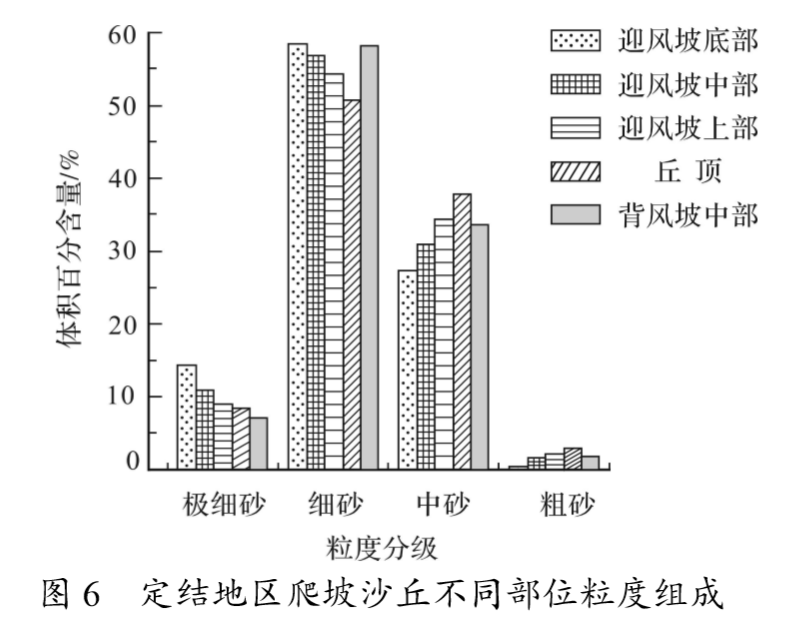 60
50
40
30
20
10
0
体积百分含量/%
迎风坡底部
迎风坡中部
迎风坡上部
丘 顶
背风坡中部
极细砂 细砂 中砂 粗砂
粒度分级
图 6 定结地区爬坡沙丘不同部位粒度组成